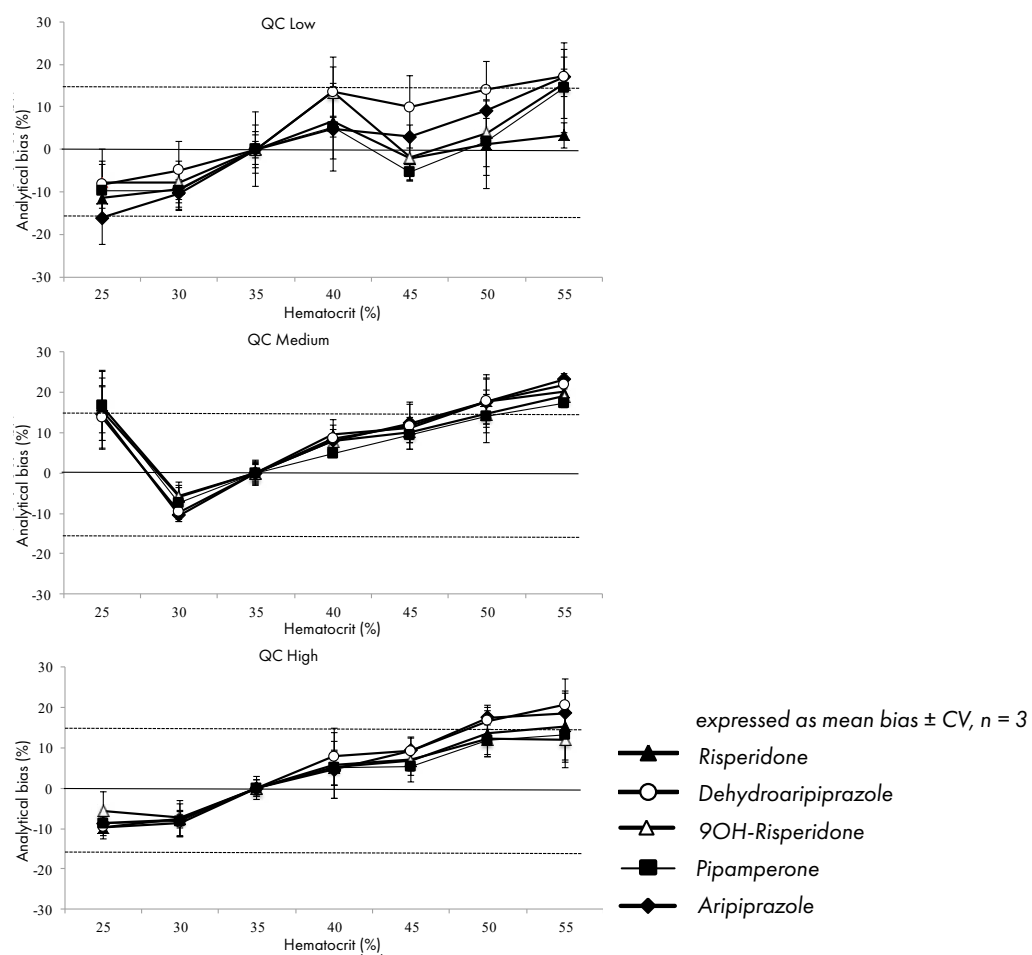 QC Low
30
20
10
0
-10
-20
-30
Analytical bias (%)
25 30 35 40 45 50 55
Hematocrit (%)
QC Medium
30
20
10
0
-10
-20
-30
Analytical bias (%)
25 30 35 40 45 50 55
Hematocrit (%)
QC High
30
20
10
0
-10
-20
-30
Analytical bias (%)
25 30 35 40 45 50 55
Hematocrit (%)
expressed as mean bias ± CV, n = 3
Risperidone
Dehydroaripiprazole
9OH-Risperidone
Pipamperone
Aripiprazole